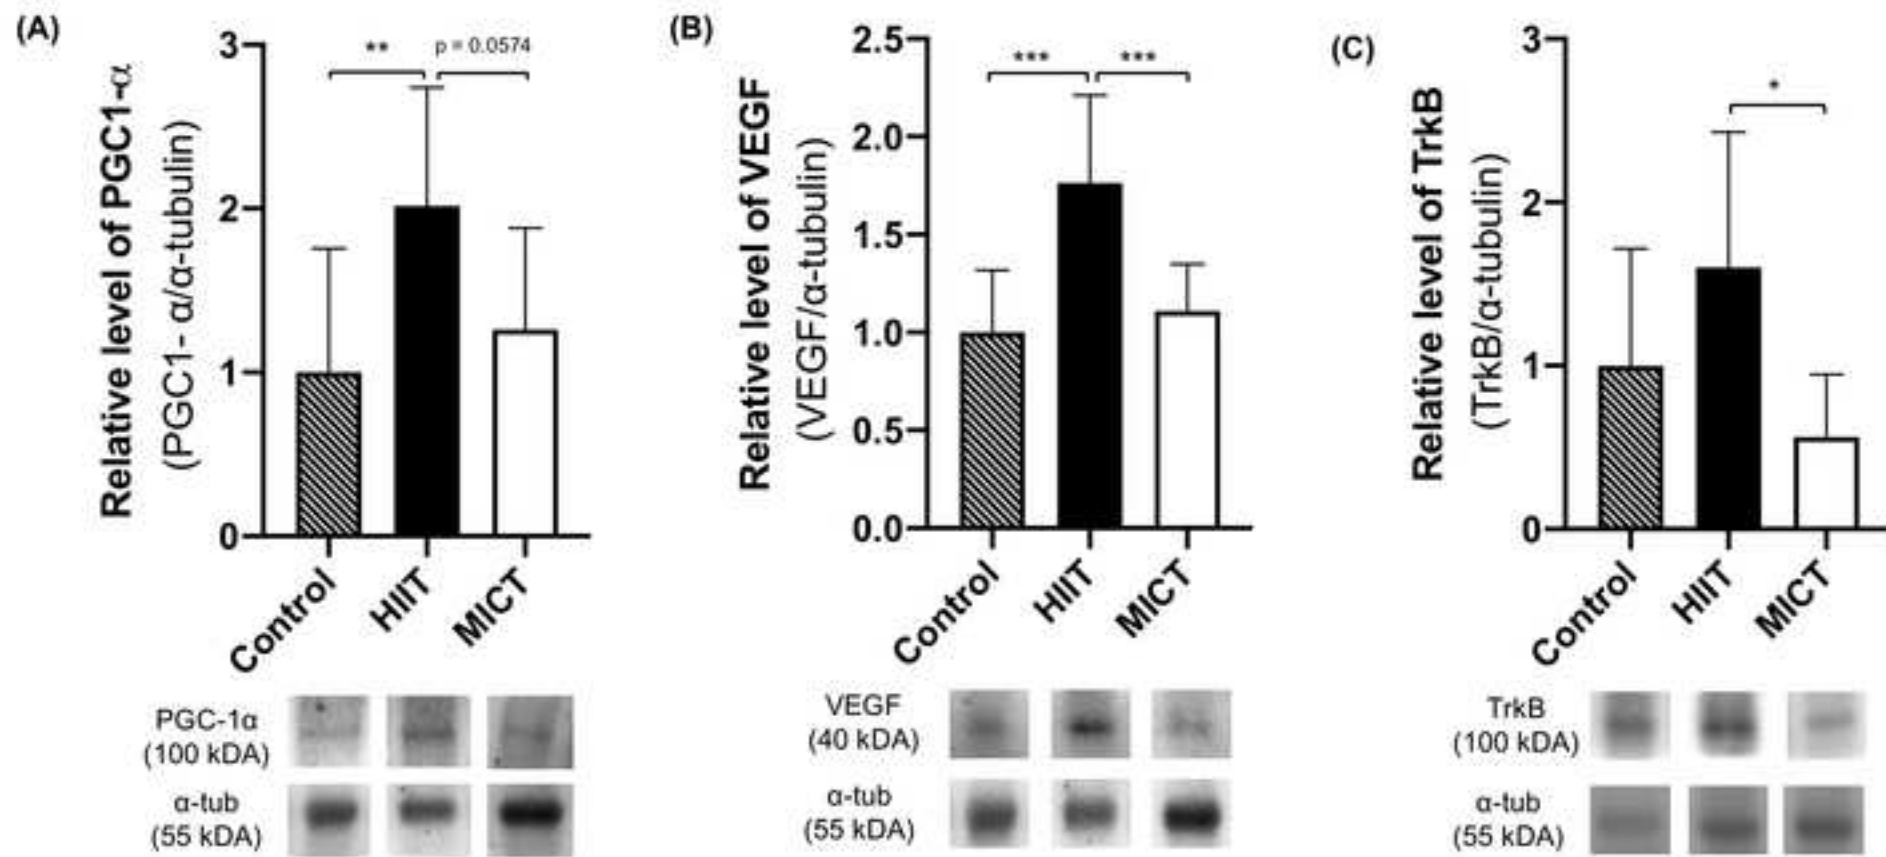 (A)
Relative level of PGC1-α
(PGC1- α/α-tubulin)
3
2
1
0
**
p = 0.0574
Control
HIIT
MICT
PGC-1α
(100 kDA)
α-tub
(55 kDA)
(B)
Relative level of VEGF
(VEGF/α-tubulin)
2.5
2.0
1.5
1.0
0.5
0.0
***
***
Control
HIIT
MICT
VEGF
(40 kDA)
α-tub
(55 kDA)
(C)
Relative level of TrkB
(TrkB/α-tubulin)
3
2
1
0
*
Control
HIIT
MICT
TrkB
(100 kDA)
α-tub
(55 kDA)